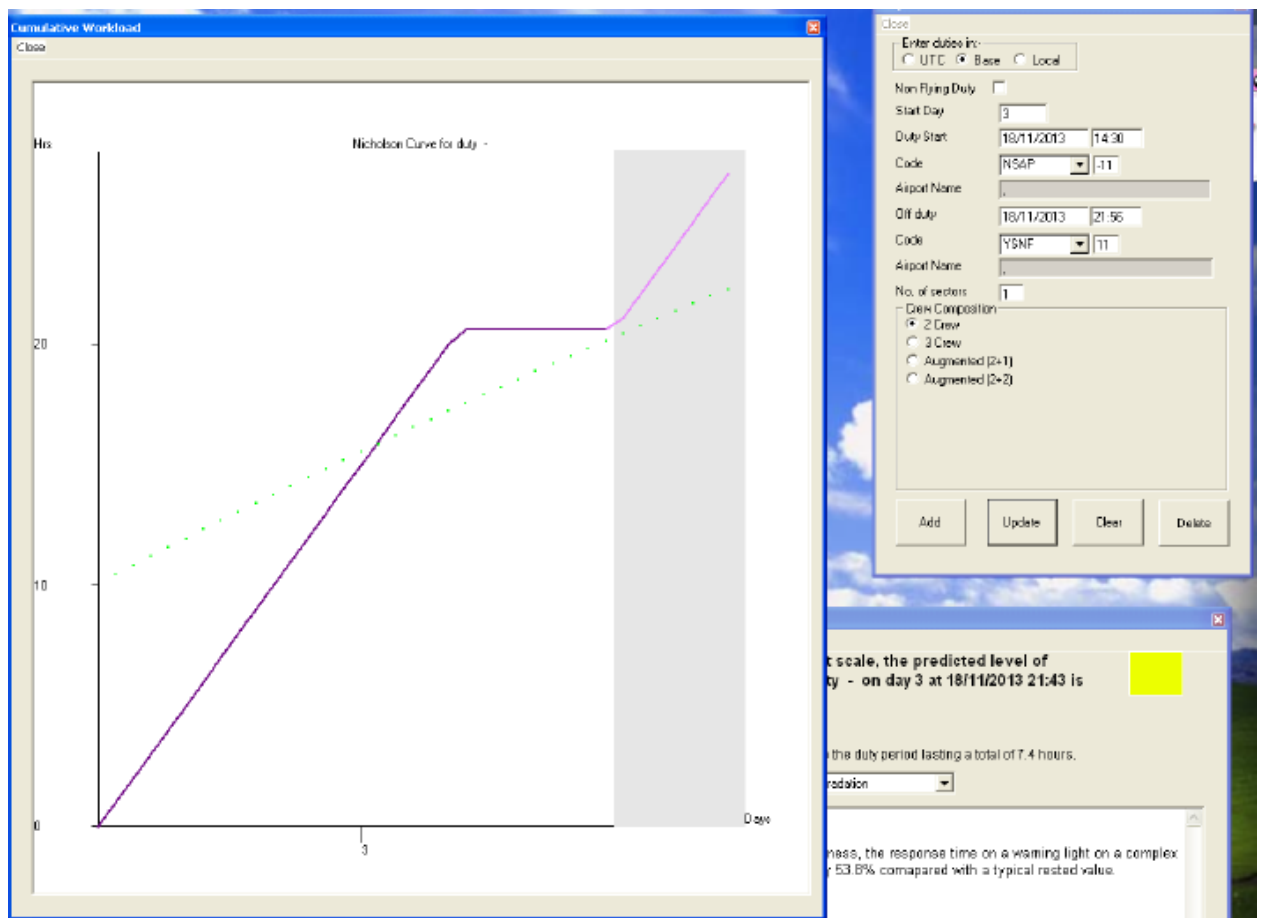 Cumulative Workload
Close
Hrs
Nicholson Curve for duty -
20
10
0
3
Days
Close
Enter duties in:-
UTC Base Local
Non Flying Duty
Start Day 3
Duty Start 18/11/2013 14:30
Code NSAP -11
Airport Name ,
Off duty 18/11/2013 21:56
Code YSNF 11
Airport Name ,
No. of sectors 1
Crew Composition
2 Crew
3 Crew
Augmented (2+1)
Augmented (2+2)
Add Update Clear Delete
t scale, the predicted level of
ty - on day 3 at 18/11/2013 21:43 is
the duty period lasting a total of 7.4 hours.
radation
ness, the response time on a warning light on a complex
53.8% comapared with a typical rested value.